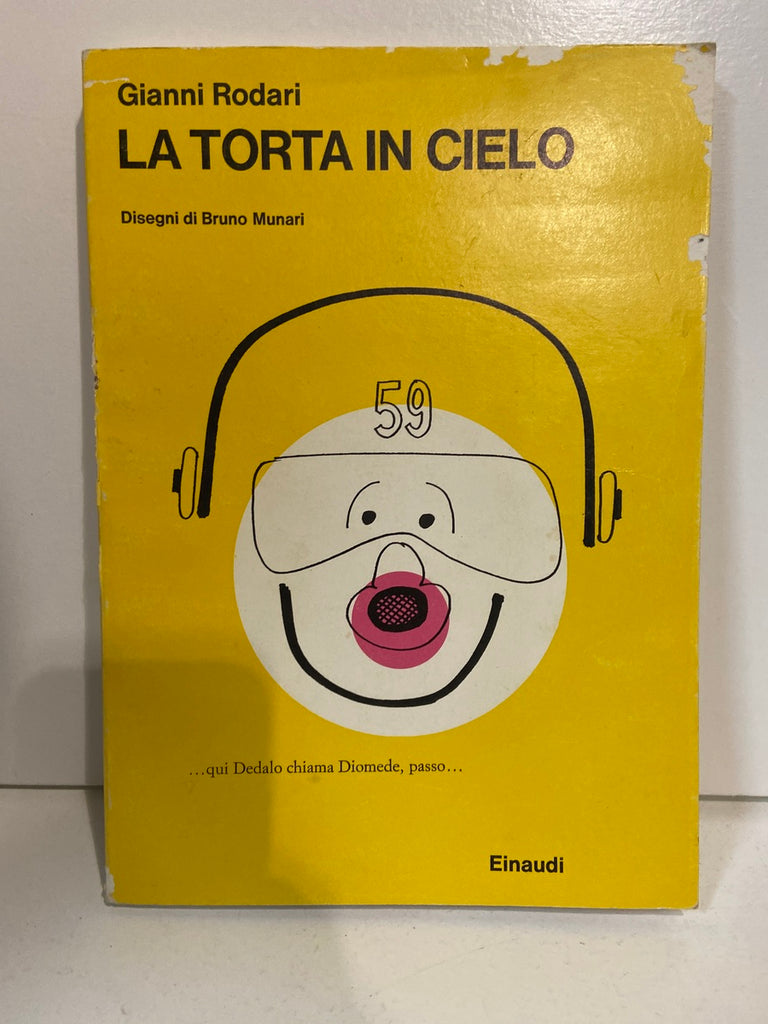 Gianni Rodari
LA TORTA IN CIELO
Disegni di Bruno Munari
59
...qui Dedalo chiama Diomede, passo...
Einaudi